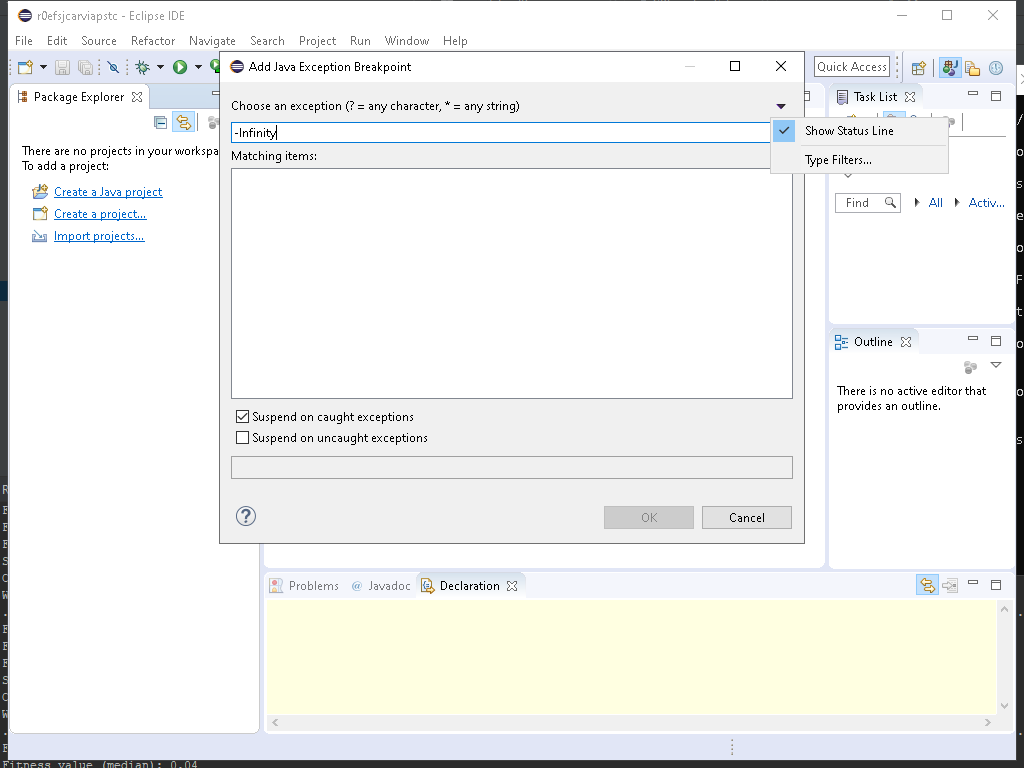 r0efsjcarviapstc - Eclipse IDE
File Edit Source Refactor Navigate Search Project Run Window Help
Quick Access
Package Explorer
There are no projects in your workspa
To add a project:
Create a Java project
Create a project...
Import projects...
Add Java Exception Breakpoint
Choose an exception (? = any character, * = any string)
-Infinity
Matching items:
Show Status Line
Type Filters...
Suspend on caught exceptions
Suspend on uncaught exceptions
OK Cancel
Task List
Find All Activ...
Outline
There is no active editor that
provides an outline.
Problems @ Javadoc Declaration
Fitness value (median): 0.04